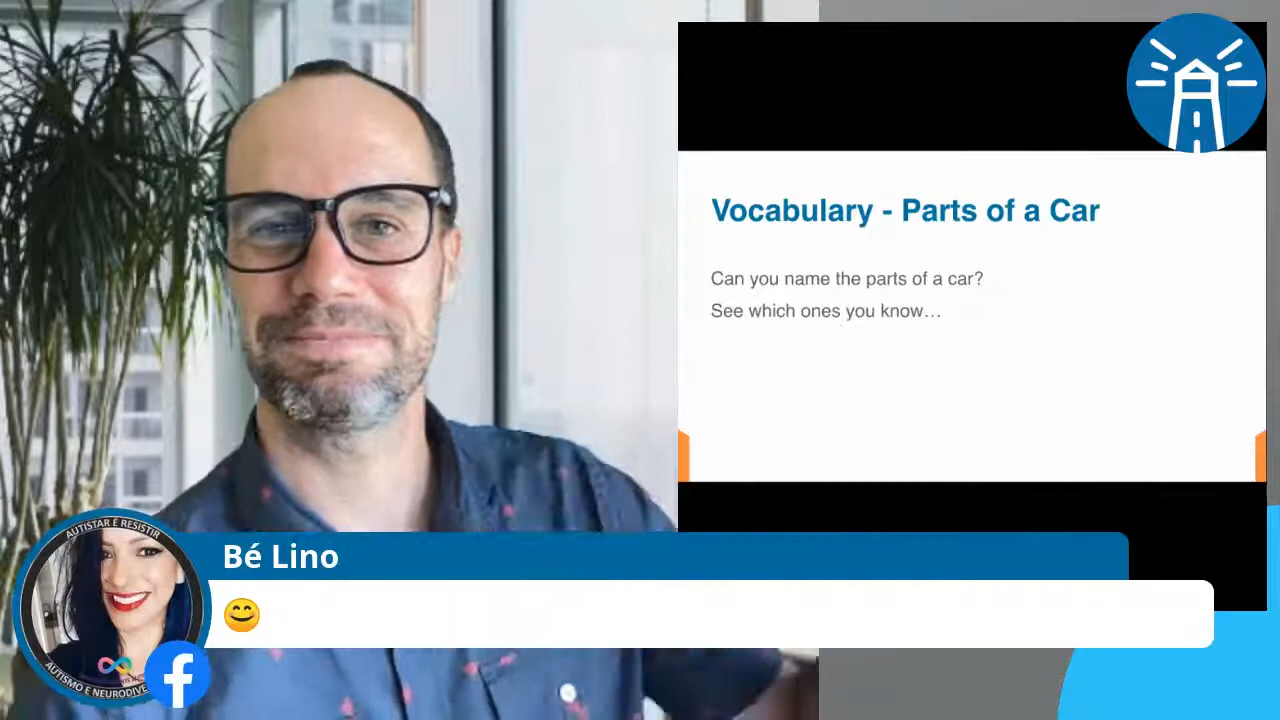 Vocabulary - Parts of a Car
Can you name the parts of a car?
See which ones you know…
Bé Lino
😊
AUTISTAR É RESISTIR
AUTISMO E NEURODIVE